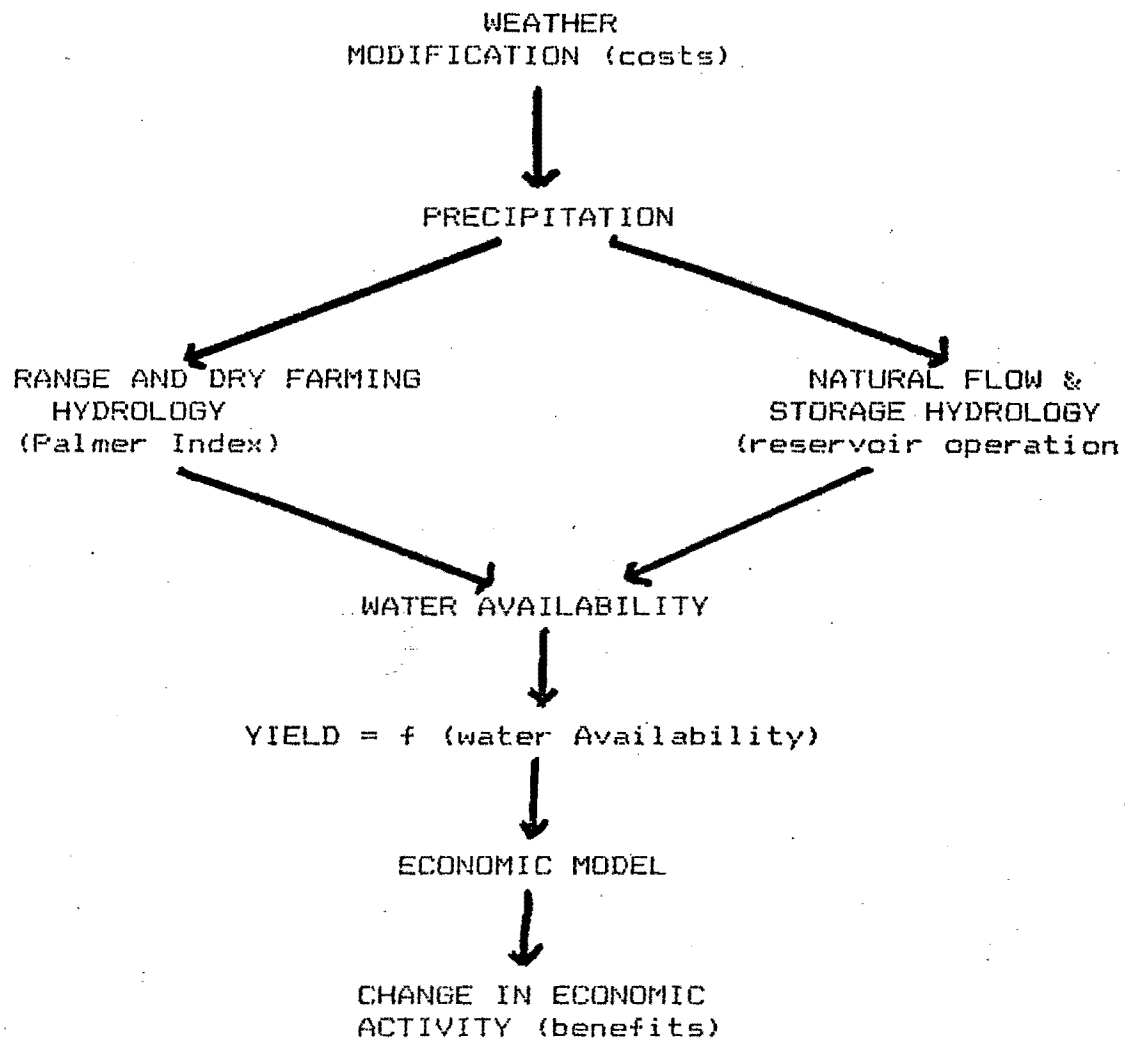 WEATHER
MODIFICATION (costs)
PRECIPITATION
RANGE AND DRY FARMING
HYDROLOGY
(Palmer Index)
NATURAL FLOW &
STORAGE HYDROLOGY
(reservoir operation
WATER AVAILABILITY
YIELD = f (water Availability)
ECONOMIC MODEL
CHANGE IN ECONOMIC
ACTIVITY (benefits)